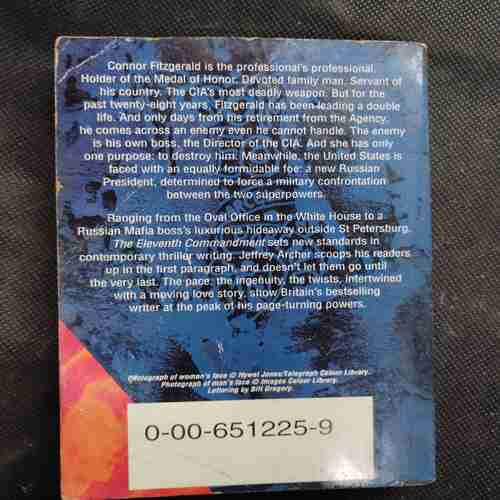 Connor Fitzgerald is the professional's professional.
Holder of the Medal of Honor. Devoted family man. Servant of
his country. The CIA's most deadly weapon. But for the
past twenty-eight years, Fitzgerald has been leading a double
life. And only days from his retirement from the Agency,
he comes across an enemy even he cannot handle. The enemy
is his own boss, the Director of the CIA. And she has only
one purpose: to destroy him. Meanwhile, the United States is
faced with an equally formidable foe: a new Russian
President, determined to force a military confrontation
between the two superpowers.
Ranging from the Oval Office in the White House to a
Russian Mafia boss's luxurious hideaway outside St Petersburg,
The Eleventh Commandment sets new standards in
contemporary thriller writing. Jeffrey Archer scoops his readers
up in the first paragraph, and doesn't let them go until
the very last. The pace, the ingenuity, the twists, intertwined
with a moving love story, show Britain's bestselling
writer at the peak of his page-turning powers.
Photograph of woman's face © Hywel Jones/Telegraph Colour Library.
Photograph of man's face © Images Colour Library.
Lettering by Bill Gregory.
0-00-651225-9